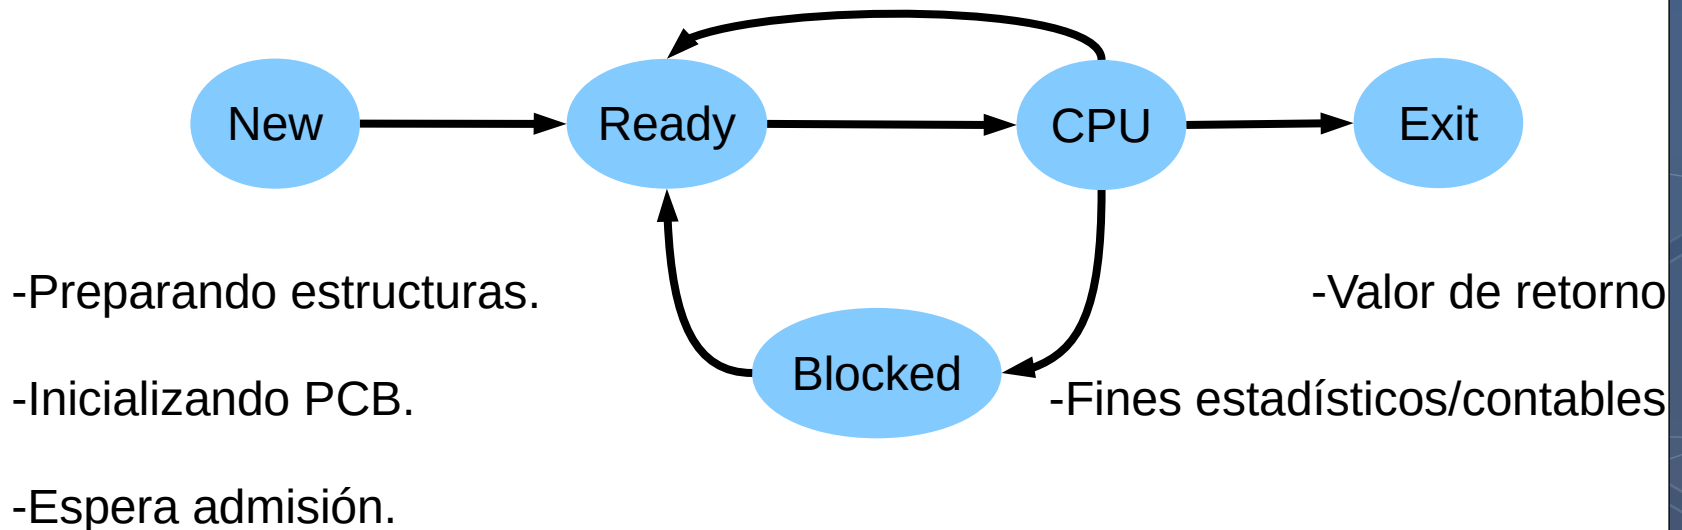 New
Ready
CPU
Exit
-Preparando estructuras.
-Valor de retorno
Blocked
-Inicializando PCB.
-Fines estadísticos/contables
-Espera admisión.